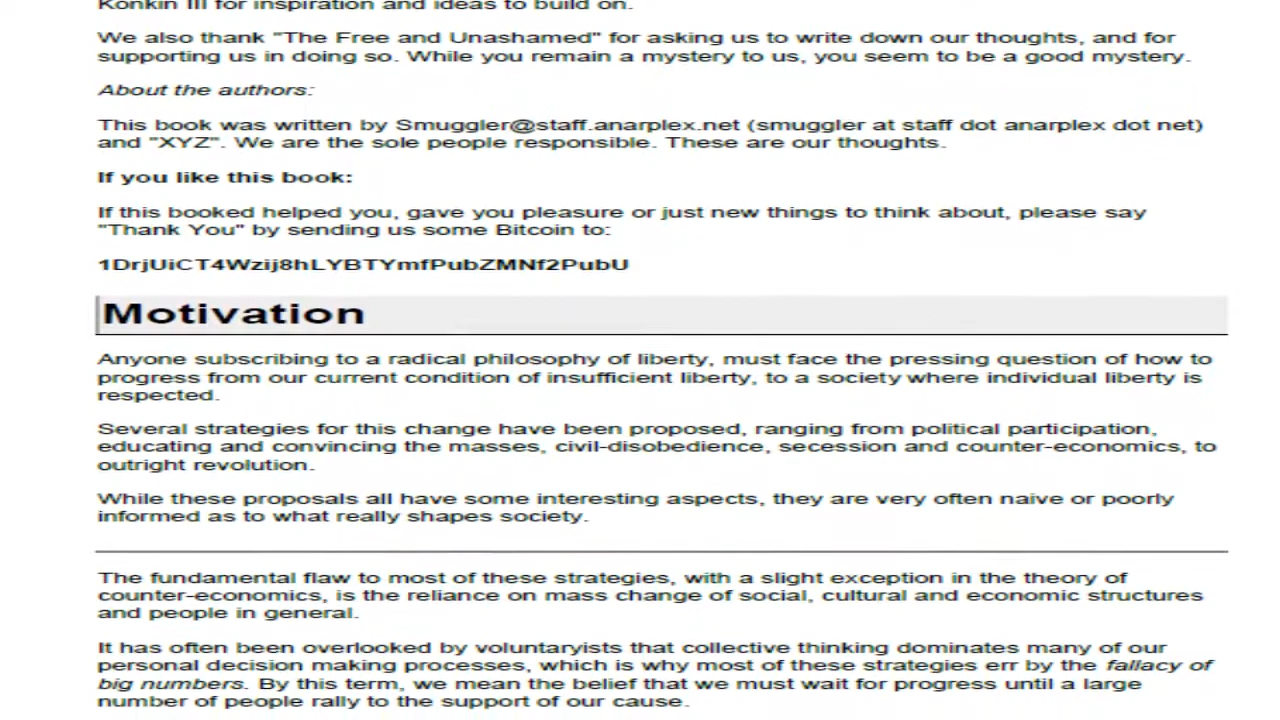 Konkin III for inspiration and ideas to build on.
We also thank "The Free and Unashamed" for asking us to write down our thoughts, and for
supporting us in doing so. While you remain a mystery to us, you seem to be a good mystery.
About the authors:
This book was written by Smuggler@staff.anarplex.net (smuggler at staff dot anarplex dot net)
and "XYZ". We are the sole people responsible. These are our thoughts.
If you like this book:
If this booked helped you, gave you pleasure or just new things to think about, please say
"Thank You" by sending us some Bitcoin to:
1DrjUiCT4Wzij8hLYBTYmfPubZMNf2PubU
Motivation
Anyone subscribing to a radical philosophy of liberty, must face the pressing question of how to
progress from our current condition of insufficient liberty, to a society where individual liberty is
respected.
Several strategies for this change have been proposed, ranging from political participation,
educating and convincing the masses, civil-disobedience, secession and counter-economics, to
outright revolution.
While these proposals all have some interesting aspects, they are very often naive or poorly
informed as to what really shapes society.
The fundamental flaw to most of these strategies, with a slight exception in the theory of
counter-economics, is the reliance on mass change of social, cultural and economic structures
and people in general.
It has often been overlooked by voluntaryists that collective thinking dominates many of our
personal decision making processes, which is why most of these strategies err by the fallacy of
big numbers. By this term, we mean the belief that we must wait for progress until a large
number of people rally to the support of our cause.